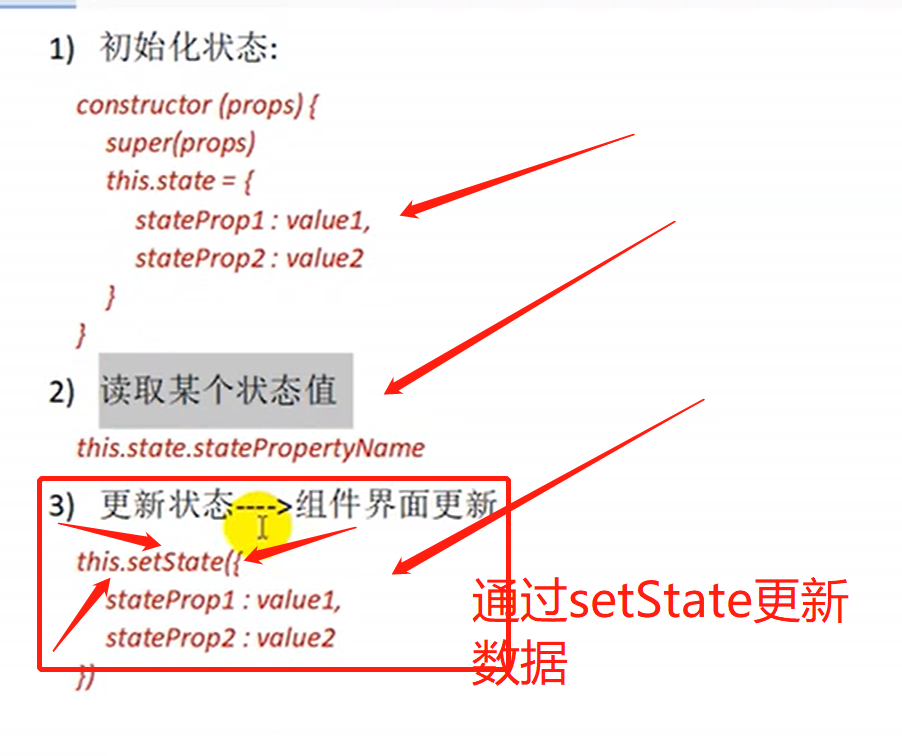 1) 初始化状态:
constructor (props) {
super(props)
this.state = {
stateProp1 : value1,
stateProp2 : value2
}
}
2) 读取某个状态值
this.state.statePropertyName
3) 更新状态---->组件界面更新
this.setState({
stateProp1 : value1,
stateProp2 : value2
})
通过setState更新
数据